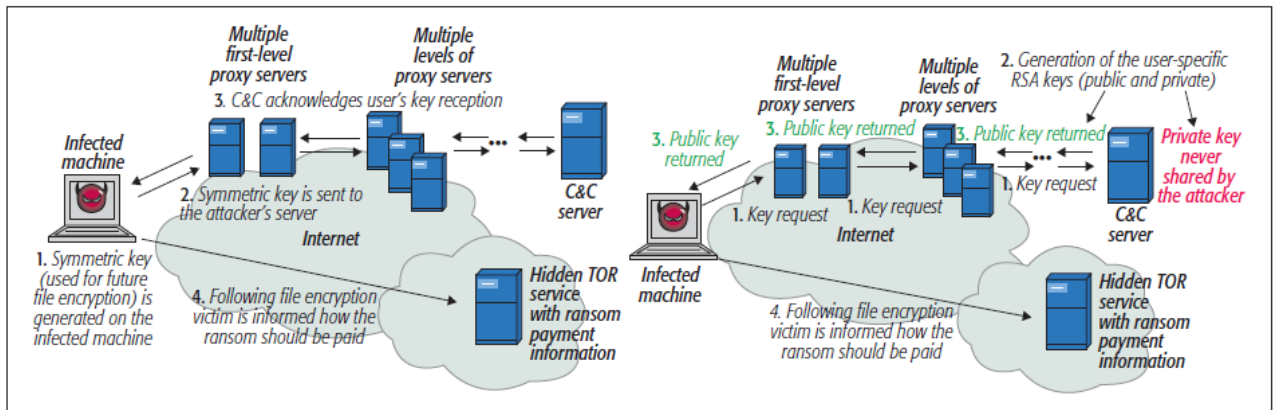 Multiple
first-level
proxy servers
Multiple
levels of
proxy servers
3. C&C acknowledges user's key reception
Infected
machine
2. Symmetric key is sent to
the attacker's server
C&C
server
Internet
1. Symmetric key
(used for future
file encryption) is
generated on the
infected machine
4. Following file encryption
victim is informed how the
ransom should be paid
Hidden TOR
service
with ransom
payment
information
Multiple
first-level
proxy servers
Multiple
levels of
proxy servers
2. Generation of the user-specific
RSA keys (public and private)
3. Public key
returned
3. Public key returned
3. Public key returned
Private key
never
shared by
the attacker
1. Key request
1. Key request
1. Key request
C&C
server
Internet
Infected
machine
4. Following file encryption
victim is informed how the
ransom should be paid
Hidden TOR
service
with ransom
payment
information